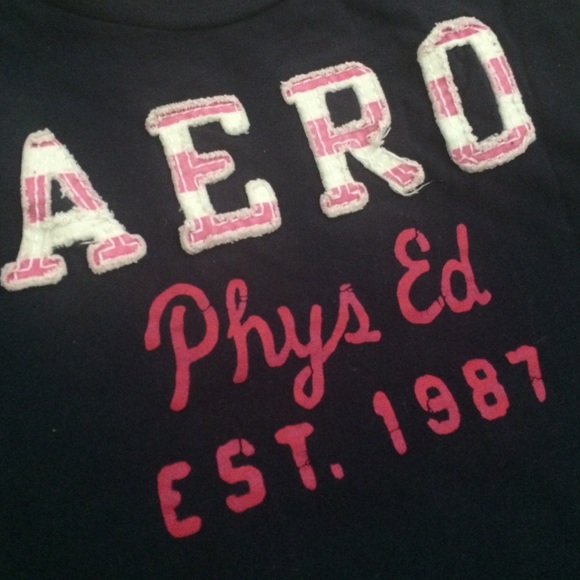 AERO
Phys Ed
EST. 1987